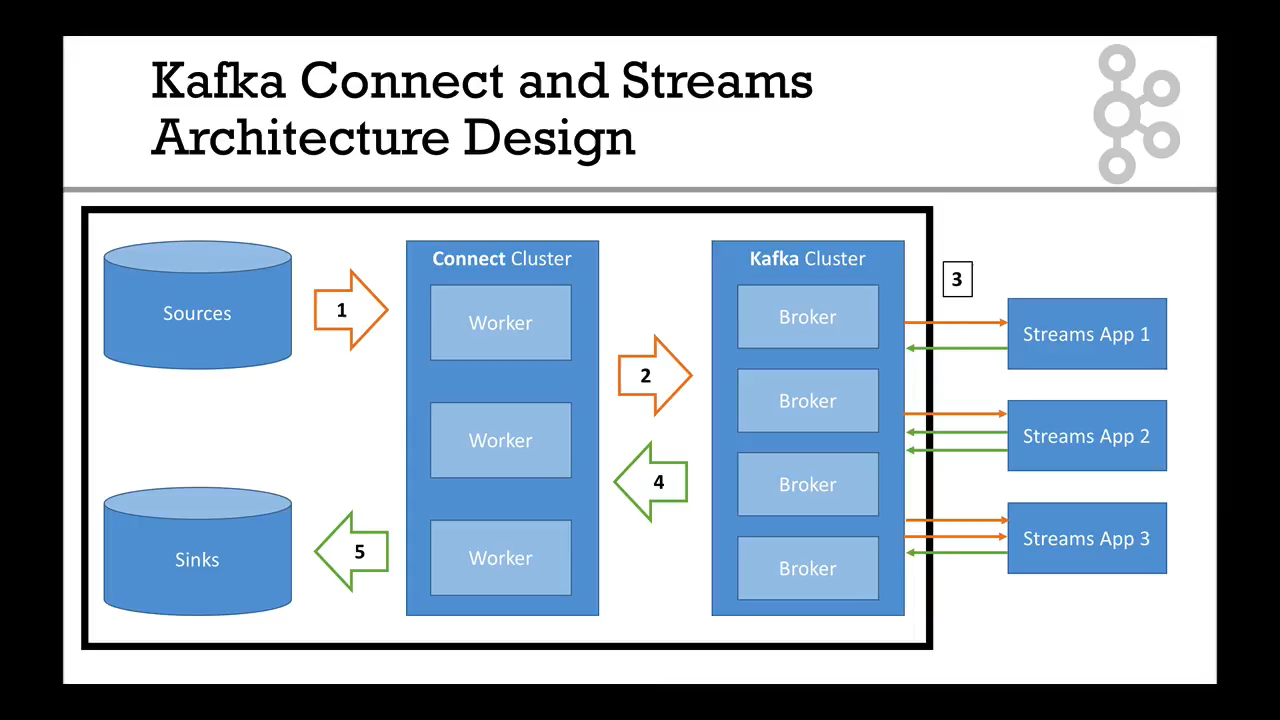 Kafka Connect and Streams
Architecture Design
Sources
1
Connect Cluster
Worker
Worker
Worker
2
4
5
Sinks
Kafka Cluster
Broker
Broker
Broker
Broker
3
Streams App 1
Streams App 2
Streams App 3